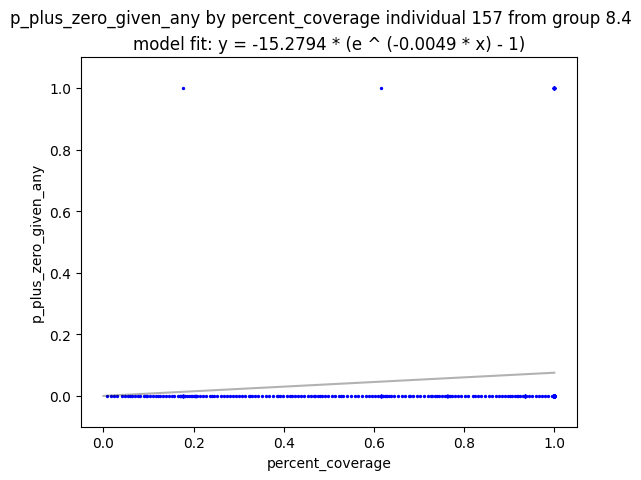 p_plus_zero_given_any by percent_coverage individual 157 from group 8.4
model fit: y = -15.2794 * (e ^ (-0.0049 * x) - 1)
1.0
0.8
0.6
0.4
0.2
0.0
p_plus_zero_given_any
0.0 0.2 0.4 0.6 0.8 1.0
percent_coverage